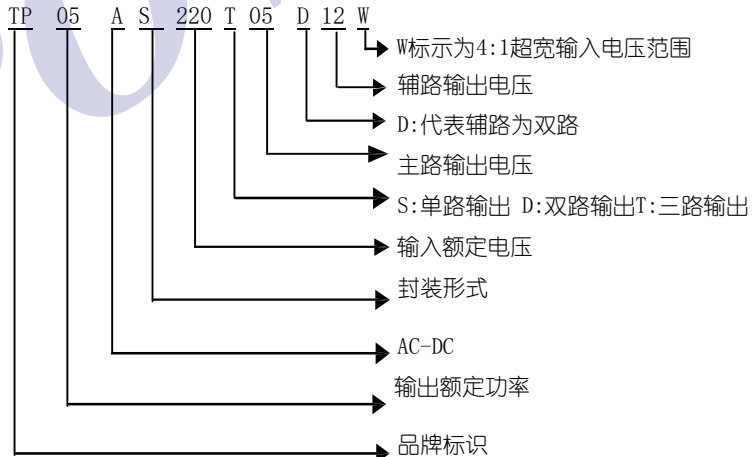 TP 05 A S 220 T 05 D 12 W
W标示为4:1超宽输入电压范围
辅路输出电压
D:代表辅路为双路
主路输出电压
S:单路输出 D:双路输出T:三路输出
输入额定电压
封装形式
AC-DC
输出额定功率
品牌标识